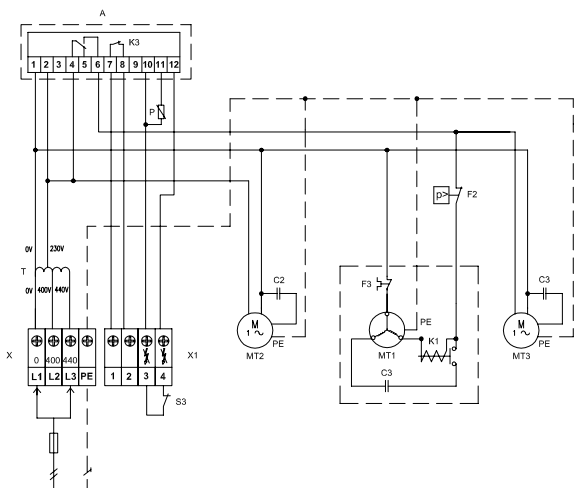 A
K3
1 2 3 4 5 6 7 8 9 10 11 12
P
p> F2
0V 230V
T
0V 400V 440V
C2
F3
C3
M
1~
PE
MT2
PE
MT1
K1
C3
M
1~
PE
MT3
X
0 400 440
L1 L2 L3 PE
1 2 3 4
X1
S3